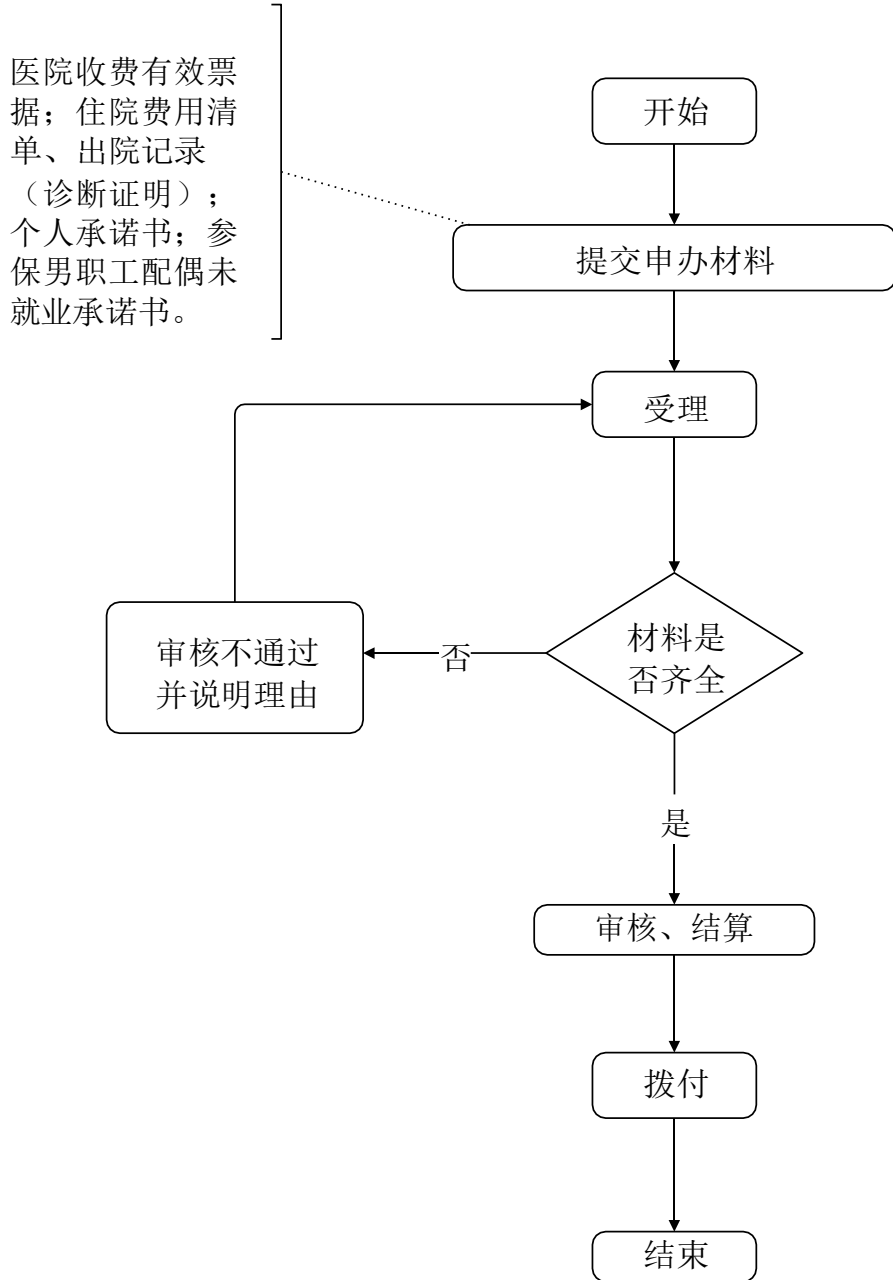 医院收费有效票
据；住院费用清
单、出院记录
（诊断证明）；
个人承诺书；参
保男职工配偶未
就业承诺书。
开始
提交申办材料
受理
材料是
否齐全
否
审核不通过
并说明理由
是
审核、结算
拨付
结束